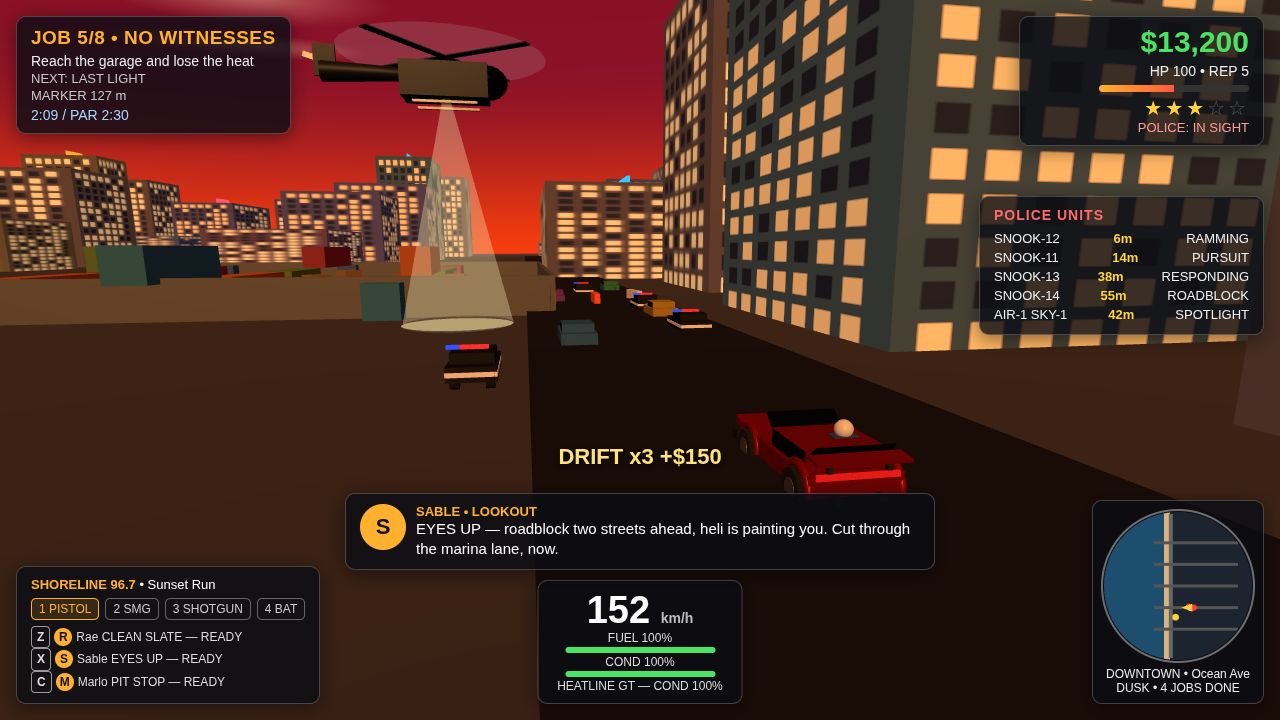 JOB 5/8 • NO WITNESSES
Reach the garage and lose the heat
NEXT: LAST LIGHT
MARKER 127 m
2:09 / PAR 2:30
$13,200
HP 100 • REP 5
★★★☆☆
POLICE: IN SIGHT
POLICE UNITS
SNOOK-12 6m RAMMING
SNOOK-11 14m PURSUIT
SNOOK-13 38m RESPONDING
SNOOK-14 55m ROADBLOCK
AIR-1 SKY-1 42m SPOTLIGHT
DRIFT x3 +$150
S
SABLE • LOOKOUT
EYES UP — roadblock two streets ahead, heli is painting you. Cut through
the marina lane, now.
SHORELINE 96.7 • Sunset Run
1 PISTOL 2 SMG 3 SHOTGUN 4 BAT
Z R Rae CLEAN SLATE — READY
X S Sable EYES UP — READY
C M Marlo PIT STOP — READY
152 km/h
FUEL 100%
COND 100%
HEATLINE GT — COND 100%
DOWNTOWN • Ocean Ave
DUSK • 4 JOBS DONE